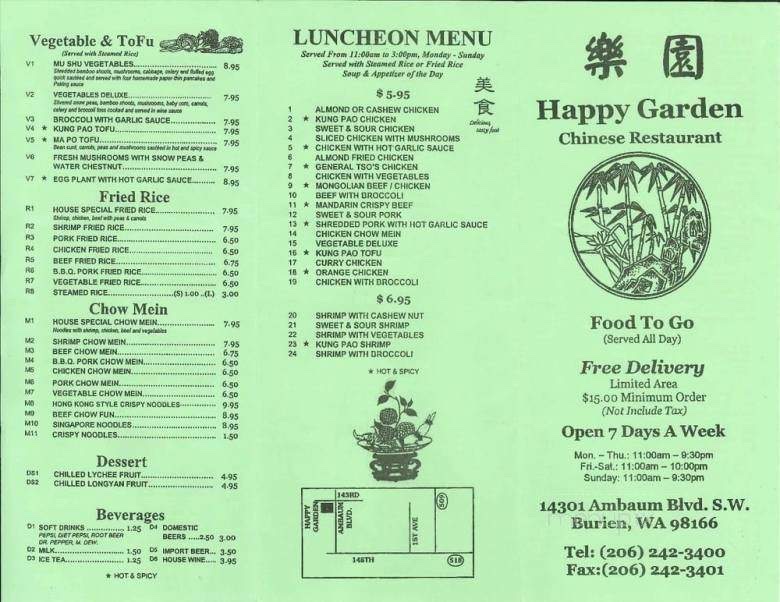 Vegetable & ToFu
(Served with Steamed Rice)
V1 MU SHU VEGETABLES 8.95
Shredded bamboo shoots, mushrooms, cabbage, celery and fluffed egg
quick sautéed and served with four homemade paper thin pancakes and
Peking sauce
V2 VEGETABLES DELUXE 7.95
Slivered snow peas, bamboo shoots, mushrooms, baby corn, carrots,
celery and broccoli toss cooked and served in wine sauce
V3 BROCCOLI WITH GARLIC SAUCE 7.95
V4 ★ KUNG PAO TOFU 7.95
V5 ★ MA PO TOFU 7.95
Bean curd, carrots, peas and mushrooms sautéed in hot and spicy sauce
V6 FRESH MUSHROOMS WITH SNOW PEAS &
WATER CHESTNUT 7.95
V7 ★ EGG PLANT WITH HOT GARLIC SAUCE 8.95
Fried Rice
R1 HOUSE SPECIAL FRIED RICE 7.95
Shrimp, chicken, beef with peas & carrots
R2 SHRIMP FRIED RICE 7.95
R3 PORK FRIED RICE 6.50
R4 CHICKEN FRIED RICE 6.50
R5 BEEF FRIED RICE 6.75
R6 B.B.Q. PORK FRIED RICE 6.50
R7 VEGETABLE FRIED RICE 6.50
R8 STEAMED RICE (S) 1.00 ..(L) 3.00
Chow Mein
M1 HOUSE SPECIAL CHOW MEIN 7.95
Noodles with shrimp, chicken, beef and vegetables
M2 SHRIMP CHOW MEIN 7.95
M3 BEEF CHOW MEIN 6.75
M4 B.B.Q. PORK CHOW MEIN 6.50
M5 CHICKEN CHOW MEIN 6.50
M6 PORK CHOW MEIN 6.50
M7 VEGETABLE CHOW MEIN 6.50
M8 HONG KONG STYLE CRISPY NOODLES 9.95
M9 BEEF CHOW FUN 8.95
M10 SINGAPORE NOODLES 8.95
M11 CRISPY NOODLES 1.50
Dessert
DS1 CHILLED LYCHEE FRUIT 4.95
DS2 CHILLED LONGYAN FRUIT 4.95
Beverages
D1 SOFT DRINKS 1.25
PEPSI, DIET PEPSI, ROOT BEER
DR. PEPPER, M. DEW.
D2 MILK 1.50
D3 ICE TEA 1.25
D4 DOMESTIC
BEERS .....2.50 3.00
D5 IMPORT BEER 3.50
D6 HOUSE WINE 3.95
★ HOT & SPICY
LUNCHEON MENU
Served From 11:00am to 3:00pm, Monday - Sunday
Served with Steamed Rice or Fried Rice
Soup & Appetizer of the Day
美食
Delicious,
tasty food
$ 5.95
1 ALMOND OR CASHEW CHICKEN
2 ★ KUNG PAO CHICKEN
3 SWEET & SOUR CHICKEN
4 SLICED CHICKEN WITH MUSHROOMS
5 ★ CHICKEN WITH HOT GARLIC SAUCE
6 ALMOND FRIED CHICKEN
7 ★ GENERAL TSO'S CHICKEN
8 CHICKEN WITH VEGETABLES
9 ★ MONGOLIAN BEEF / CHICKEN
10 BEEF WITH BROCCOLI
11 ★ MANDARIN CRISPY BEEF
12 SWEET & SOUR PORK
13 ★ SHREDDED PORK WITH HOT GARLIC SAUCE
14 CHICKEN CHOW MEIN
15 VEGETABLE DELUXE
16 ★ KUNG PAO TOFU
17 CURRY CHICKEN
18 ★ ORANGE CHICKEN
19 CHICKEN WITH BROCCOLI
$ 6.95
20 SHRIMP WITH CASHEW NUT
21 SWEET & SOUR SHRIMP
22 SHRIMP WITH VEGETABLES
23 ★ KUNG PAO SHRIMP
24 SHRIMP WITH BROCCOLI
★ HOT & SPICY
HAPPY
GARDEN
143RD
AMBAUM
BLVD.
1ST AVE
509
146TH
518
樂園
Happy Garden
Chinese Restaurant
Food To Go
(Served All Day)
Free Delivery
Limited Area
$15.00 Minimum Order
(Not Include Tax)
Open 7 Days A Week
Mon. – Thu.: 11:00am – 9:30pm
Fri.-Sat.: 11:00am – 10:00pm
Sunday: 11:00am – 9:30pm
14301 Ambaum Blvd. S.W.
Burien, WA 98166
Tel: (206) 242-3400
Fax:(206) 242-3401